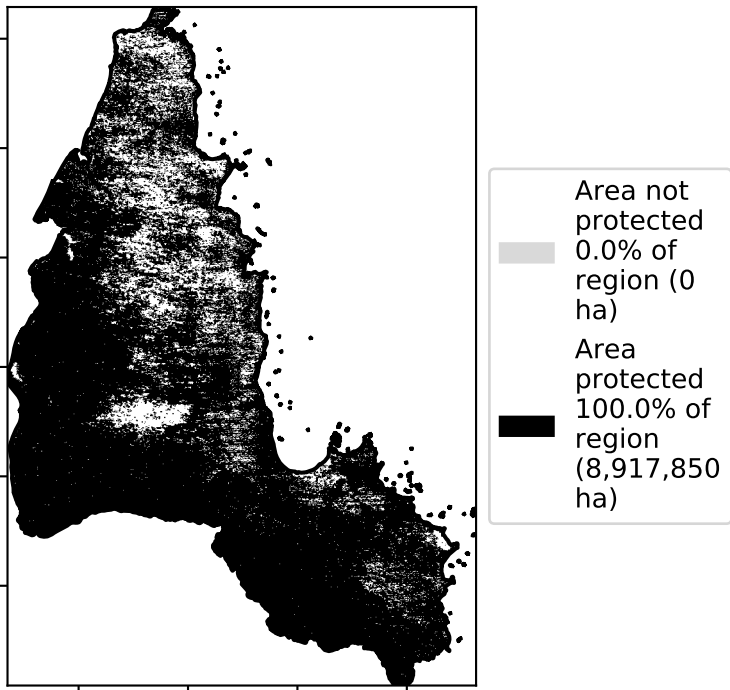 Area not
protected
0.0% of
region (0
ha)
Area
protected
100.0% of
region
(8,917,850
ha)